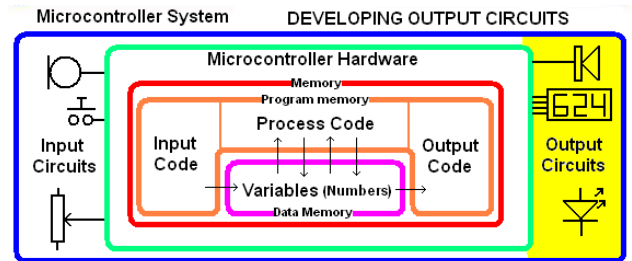 Microcontroller System
DEVELOPING OUTPUT CIRCUITS
Microcontroller Hardware
Memory
Program memory
Process Code
Input
Code
Output
Code
Input
Circuits
Output
Circuits
624
Variables (Numbers)
Data Memory